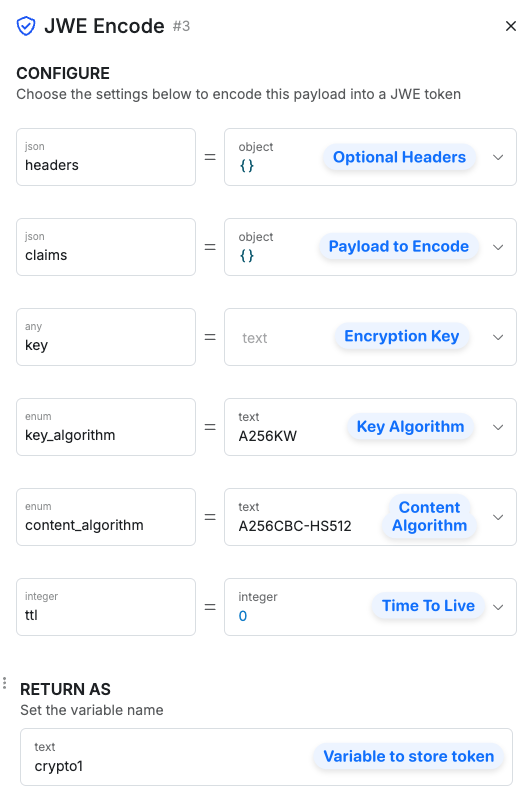 JWE Encode #3
CONFIGURE
Choose the settings below to encode this payload into a JWE token
json
headers
=
object
{}
Optional Headers
json
claims
=
object
{}
Payload to Encode
any
key
=
text
Encryption Key
enum
key_algorithm
=
text
A256KW
Key Algorithm
enum
content_algorithm
=
text
A256CBC-HS512
Content
Algorithm
integer
ttl
=
integer
0
Time To Live
RETURN AS
Set the variable name
text
crypto1
Variable to store token